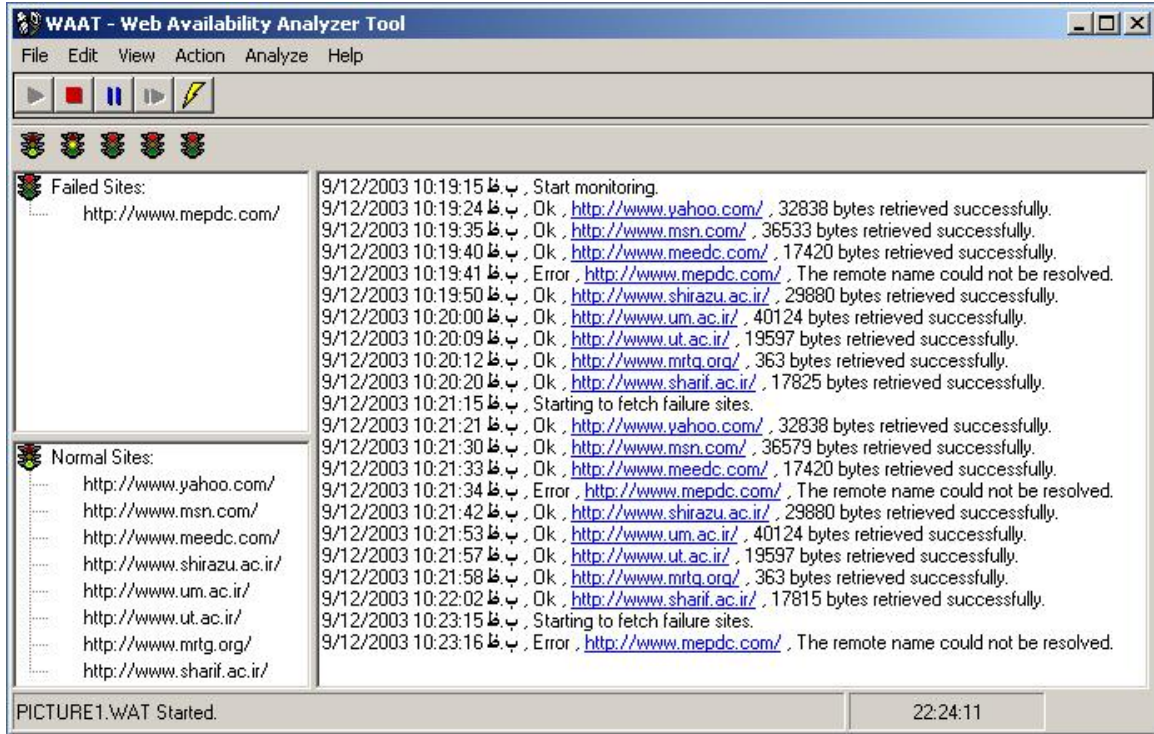 WAAT - Web Availability Analyzer Tool
File Edit View Action Analyze Help
Failed Sites:
http://www.mepdc.com/
Normal Sites:
http://www.yahoo.com/
http://www.msn.com/
http://www.meedc.com/
http://www.shirazu.ac.ir/
http://www.um.ac.ir/
http://www.ut.ac.ir/
http://www.mrtg.org/
http://www.sharif.ac.ir/
9/12/2003 10:19:15 ب.ظ , Start monitoring.
9/12/2003 10:19:24 ب.ظ , Ok , http://www.yahoo.com/ , 32838 bytes retrieved successfully.
9/12/2003 10:19:35 ب.ظ , Ok , http://www.msn.com/ , 36533 bytes retrieved successfully.
9/12/2003 10:19:40 ب.ظ , Ok , http://www.meedc.com/ , 17420 bytes retrieved successfully.
9/12/2003 10:19:41 ب.ظ , Error , http://www.mepdc.com/ , The remote name could not be resolved.
9/12/2003 10:19:50 ب.ظ , Ok , http://www.shirazu.ac.ir/ , 29880 bytes retrieved successfully.
9/12/2003 10:20:00 ب.ظ , Ok , http://www.um.ac.ir/ , 40124 bytes retrieved successfully.
9/12/2003 10:20:09 ب.ظ , Ok , http://www.ut.ac.ir/ , 19597 bytes retrieved successfully.
9/12/2003 10:20:12 ب.ظ , Ok , http://www.mrtg.org/ , 363 bytes retrieved successfully.
9/12/2003 10:20:20 ب.ظ , Ok , http://www.sharif.ac.ir/ , 17825 bytes retrieved successfully.
9/12/2003 10:21:15 ب.ظ , Starting to fetch failure sites.
9/12/2003 10:21:21 ب.ظ , Ok , http://www.yahoo.com/ , 32838 bytes retrieved successfully.
9/12/2003 10:21:30 ب.ظ , Ok , http://www.msn.com/ , 36579 bytes retrieved successfully.
9/12/2003 10:21:33 ب.ظ , Ok , http://www.meedc.com/ , 17420 bytes retrieved successfully.
9/12/2003 10:21:34 ب.ظ , Error , http://www.mepdc.com/ , The remote name could not be resolved.
9/12/2003 10:21:42 ب.ظ , Ok , http://www.shirazu.ac.ir/ , 29880 bytes retrieved successfully.
9/12/2003 10:21:53 ب.ظ , Ok , http://www.um.ac.ir/ , 40124 bytes retrieved successfully.
9/12/2003 10:21:57 ب.ظ , Ok , http://www.ut.ac.ir/ , 19597 bytes retrieved successfully.
9/12/2003 10:21:58 ب.ظ , Ok , http://www.mrtg.org/ , 363 bytes retrieved successfully.
9/12/2003 10:22:02 ب.ظ , Ok , http://www.sharif.ac.ir/ , 17815 bytes retrieved successfully.
9/12/2003 10:23:15 ب.ظ , Starting to fetch failure sites.
9/12/2003 10:23:16 ب.ظ , Error , http://www.mepdc.com/ , The remote name could not be resolved.
PICTURE1.WAT Started.
22:24:11